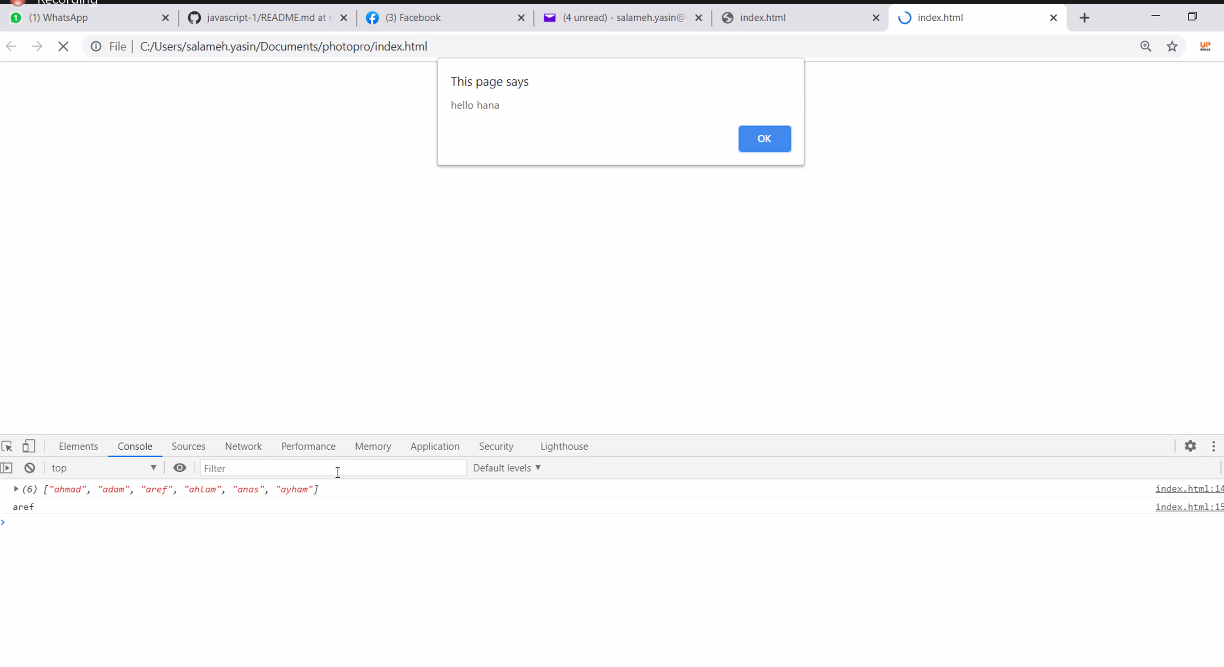 Recording
(1) WhatsApp
javascript-1/README.md at
(3) Facebook
(4 unread) - salameh.yasin@
index.html
index.html
File
C:/Users/salameh.yasin/Documents/photopro/index.html
UP
This page says
hello hana
OK
Elements Console Sources Network Performance Memory Application Security Lighthouse
top Filter Default levels
(6) ["ahmad", "adam", "aref", "ahlam", "anas", "ayham"] index.html:14
aref index.html:15